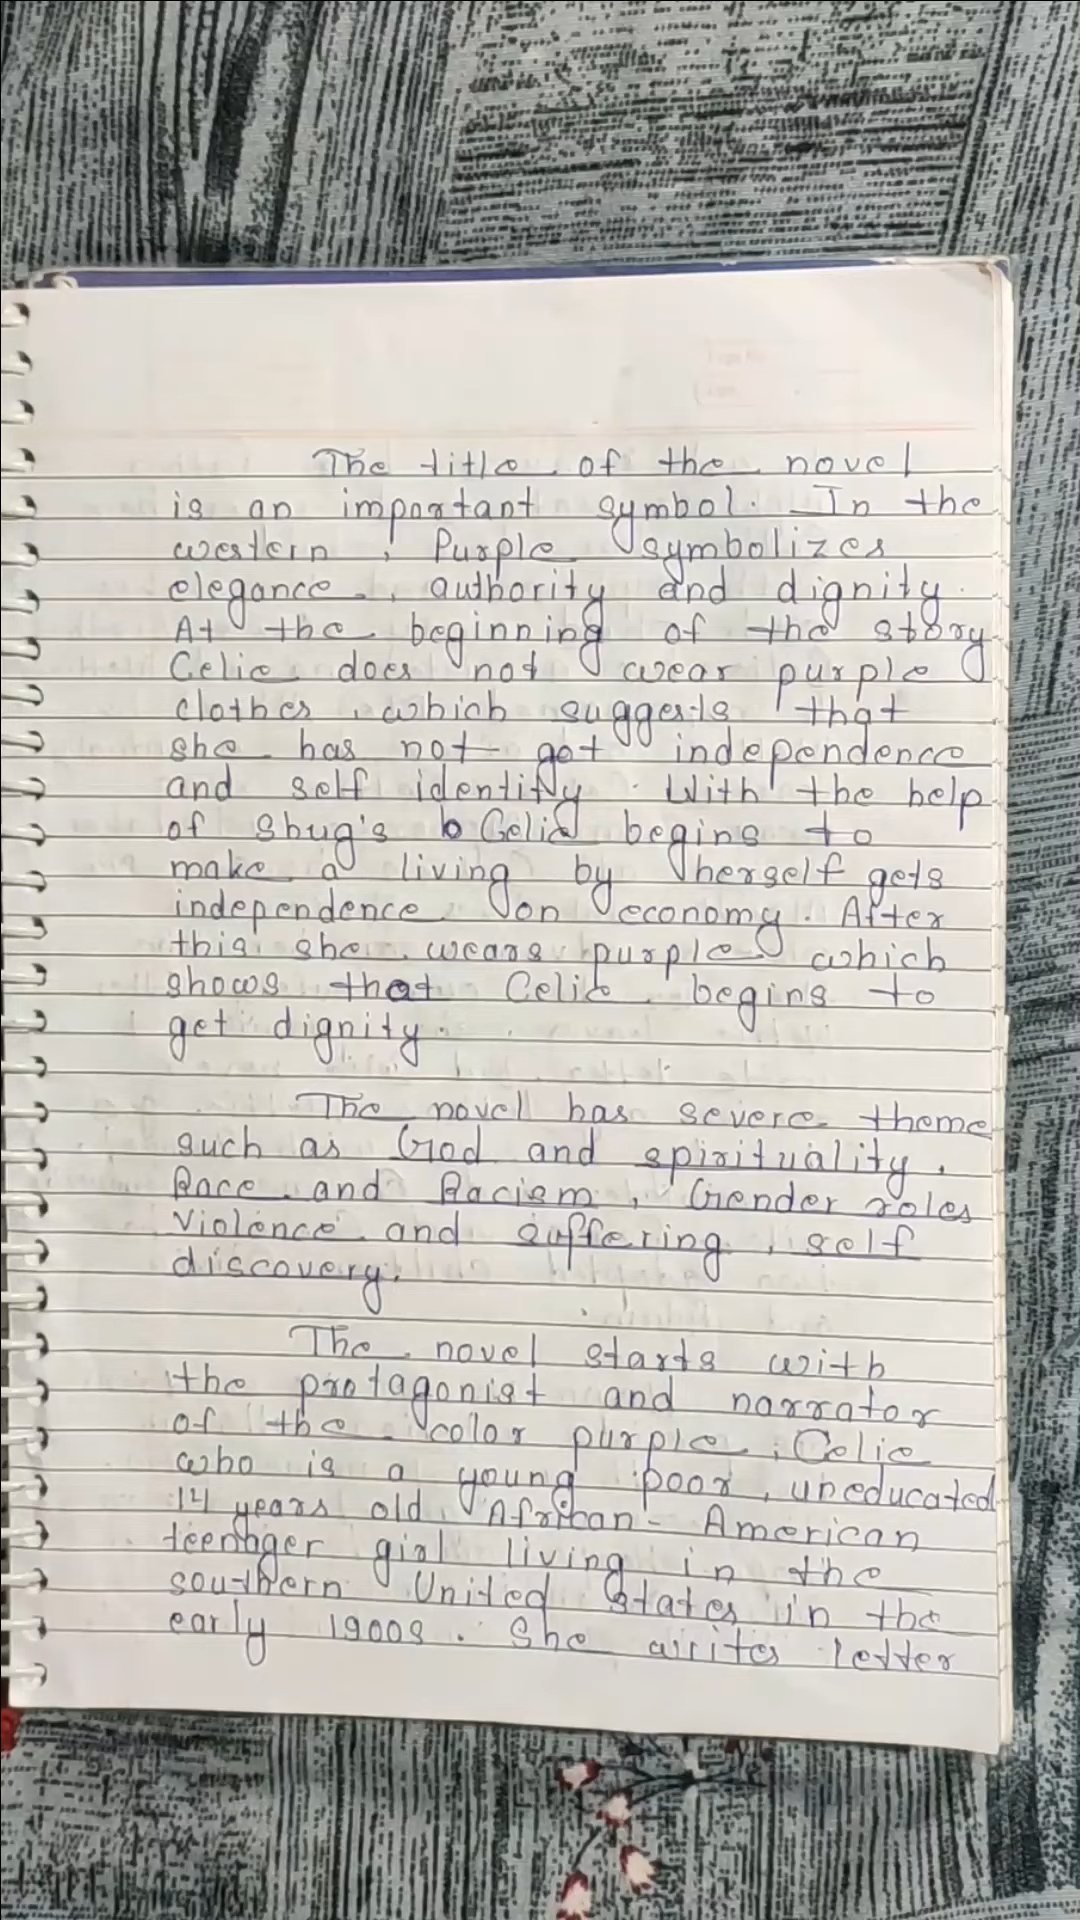 The title of the novel
is an important symbol. In the
western, Purple symbolizes
elegance, authority and dignity.
At the beginning of the story
Celie does not wear purple
clothes, which suggests that
she has not got independence
and self identify. With the help
of Shug's Celie begins to
make a living by herself gets
independence on economy. After
this she wears purple which
shows that Celie begins to
get dignity.
The novel has severe theme
such as God and spirituality,
Race and Racism, Gender roles
Violence and suffering, self
discovery.
The novel starts with
the protagonist and narrator
of the color purple, Celie
who is a young poor, uneducated
14 years old African-American
teenager girl living in the
southern United States in the
early 1900s. She writes letter